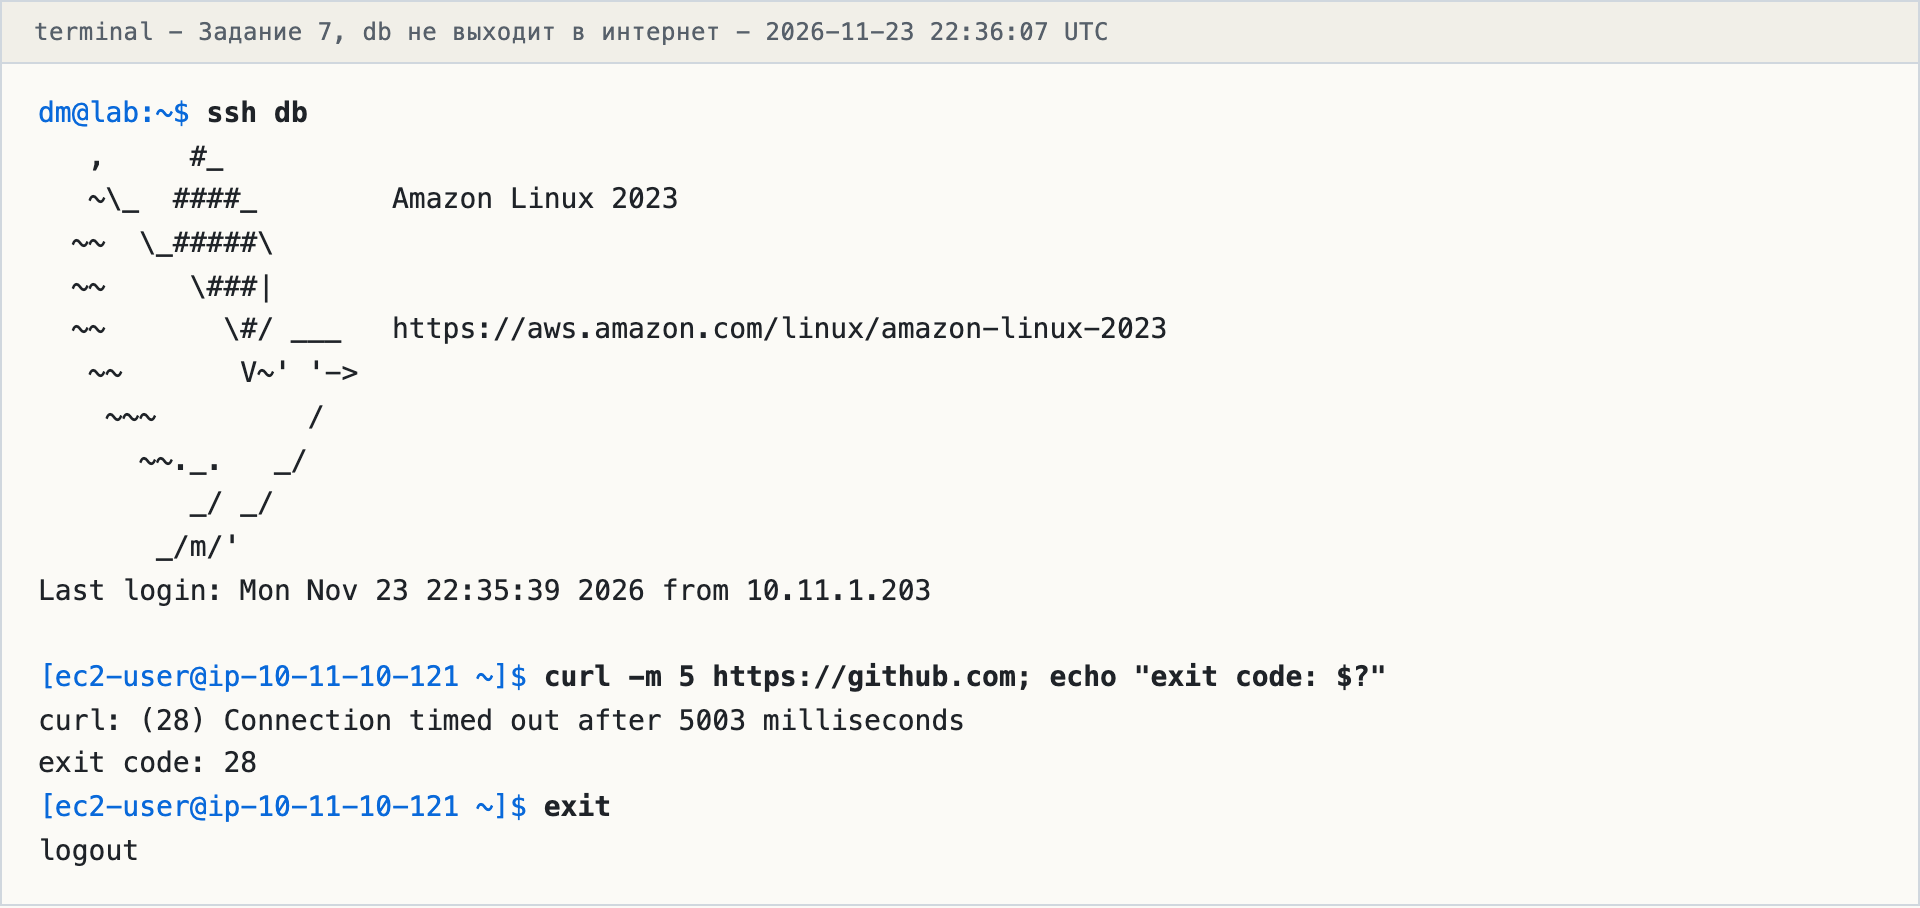 terminal – Задание 7, db не выходит в интернет – 2026-11-23 22:36:07 UTC
dm@lab:~$ ssh db
   ,     #_
   ~\_  ####_        Amazon Linux 2023
  ~~  \_#####\
  ~~     \###|
  ~~       \#/ ___   https://aws.amazon.com/linux/amazon-linux-2023
   ~~       V~' '->
    ~~~         /
      ~~._.   _/
         _/ _/
       _/m/'
Last login: Mon Nov 23 22:35:39 2026 from 10.11.1.203
[ec2-user@ip-10-11-10-121 ~]$ curl -m 5 https://github.com; echo "exit code: $?"
curl: (28) Connection timed out after 5003 milliseconds
exit code: 28
[ec2-user@ip-10-11-10-121 ~]$ exit
logout